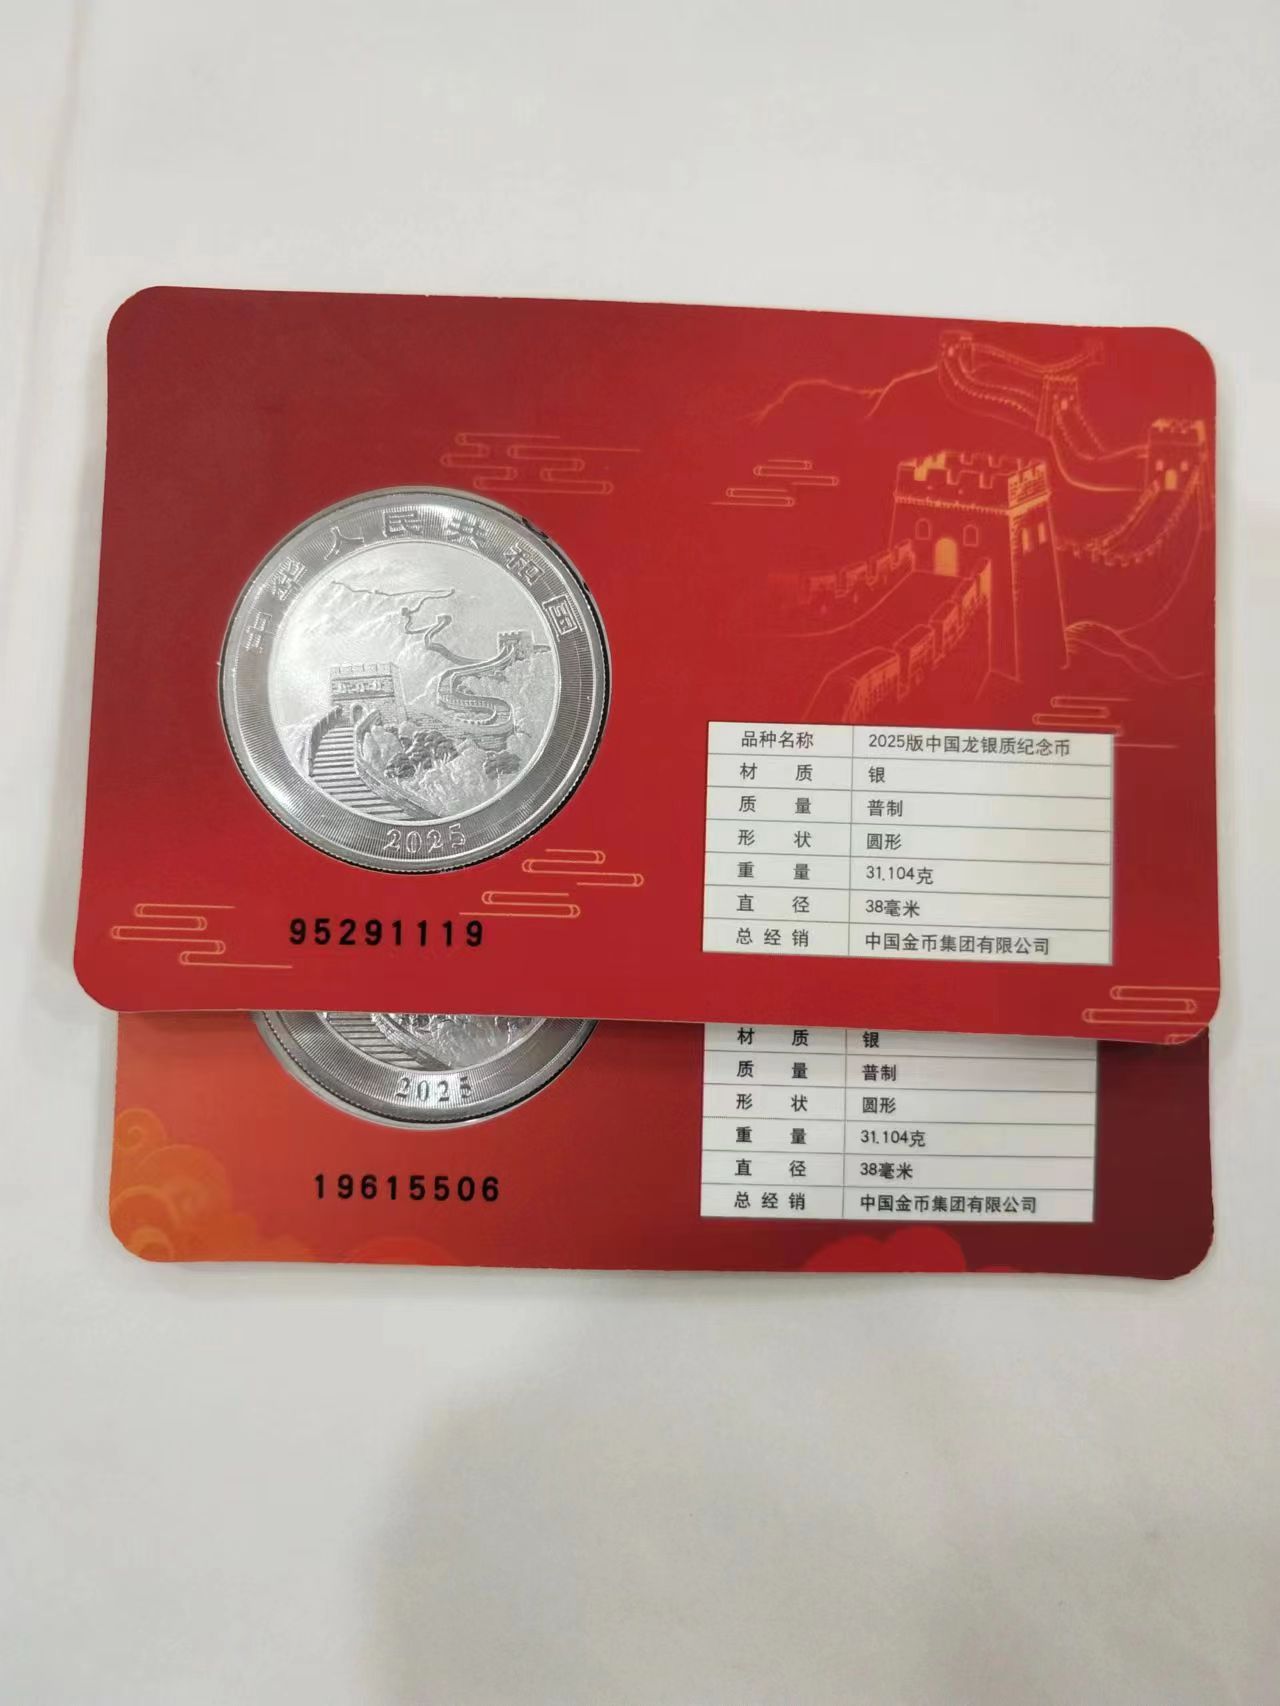 中华人民共和国
2025
95291119
品种名称 2025版中国龙银质纪念币
材 质 银
质 量 普制
形 状 圆形
重 量 31.104克
直 径 38毫米
总经销 中国金币集团有限公司
2025
19615506
材 质 银
质 量 普制
形 状 圆形
重 量 31.104克
直 径 38毫米
总经销 中国金币集团有限公司